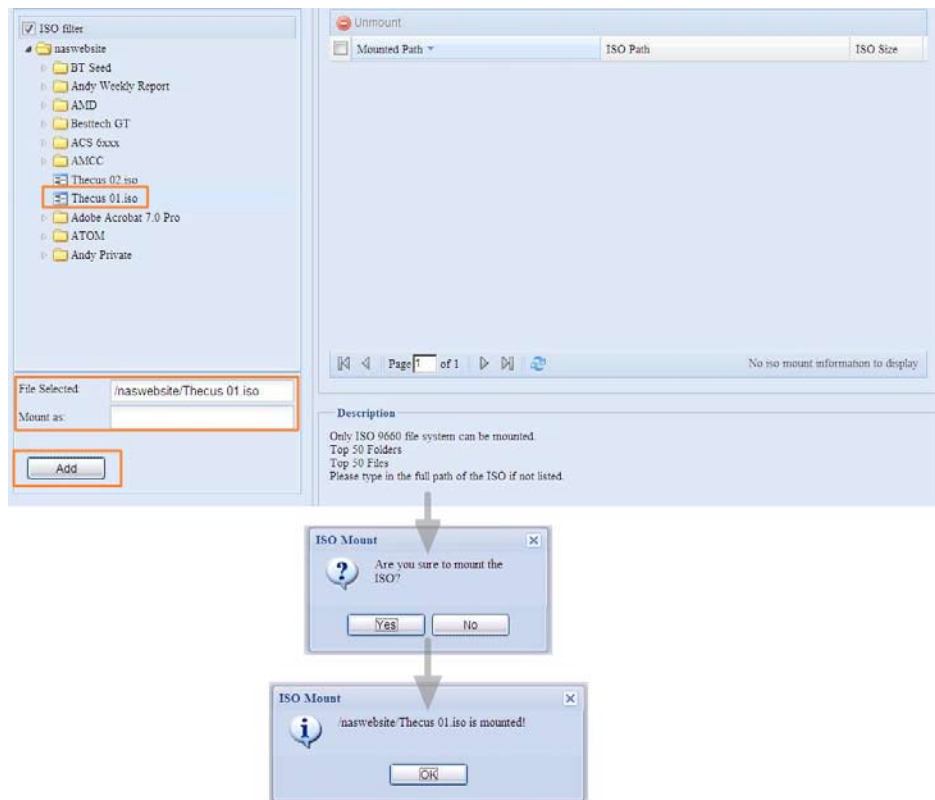 ISO filter
naswebsite
BT Seed
Andy Weekly Report
AMD
Besttech GT
ACS 6xxx
AMCC
Thecus 02.iso
Thecus 01.iso
Adobe Acrobat 7.0 Pro
ATOM
Andy Private
File Selected: /naswebsite/Thecus 01.iso
Mount as:
Add
Unmount
Mounted Path ISO Path ISO Size
Page 1 of 1 No iso mount information to display
Description
Only ISO 9660 file system can be mounted.
Top 50 Folders
Top 50 Files
Please type in the full path of the ISO if not listed.
ISO Mount
Are you sure to mount the
ISO?
Yes No
ISO Mount
/naswebsite/Thecus 01.iso is mounted!
OK